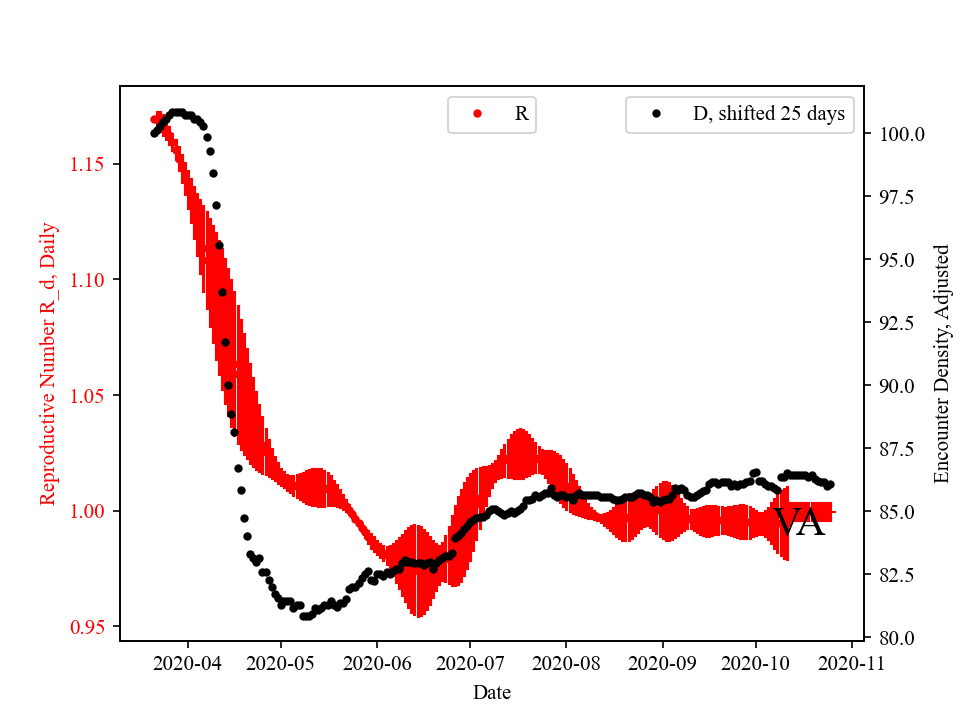 R
D, shifted 25 days
Reproductive Number R_d, Daily
1.15
1.10
1.05
1.00
0.95
100.0
97.5
95.0
92.5
90.0
87.5
85.0
82.5
80.0
Encounter Density, Adjusted
VA
2020-04 2020-05 2020-06 2020-07 2020-08 2020-09 2020-10 2020-11
Date